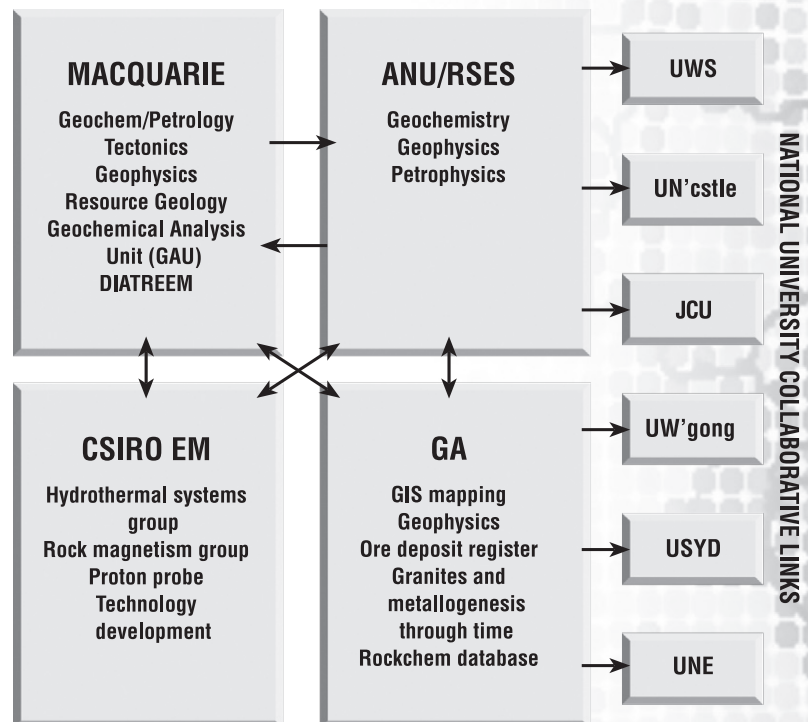 MACQUARIE
Geochem/Petrology
Tectonics
Geophysics
Resource Geology
Geochemical Analysis
Unit (GAU)
DIATREEM
ANU/RSES
Geochemistry
Geophysics
Petrophysics
CSIRO EM
Hydrothermal systems
group
Rock magnetism group
Proton probe
Technology
development
GA
GIS mapping
Geophysics
Ore deposit register
Granites and
metallogenesis
through time
Rockchem database
UWS
UN’cstle
JCU
UW’gong
USYD
UNE
NATIONAL UNIVERSITY COLLABORATIVE LINKS